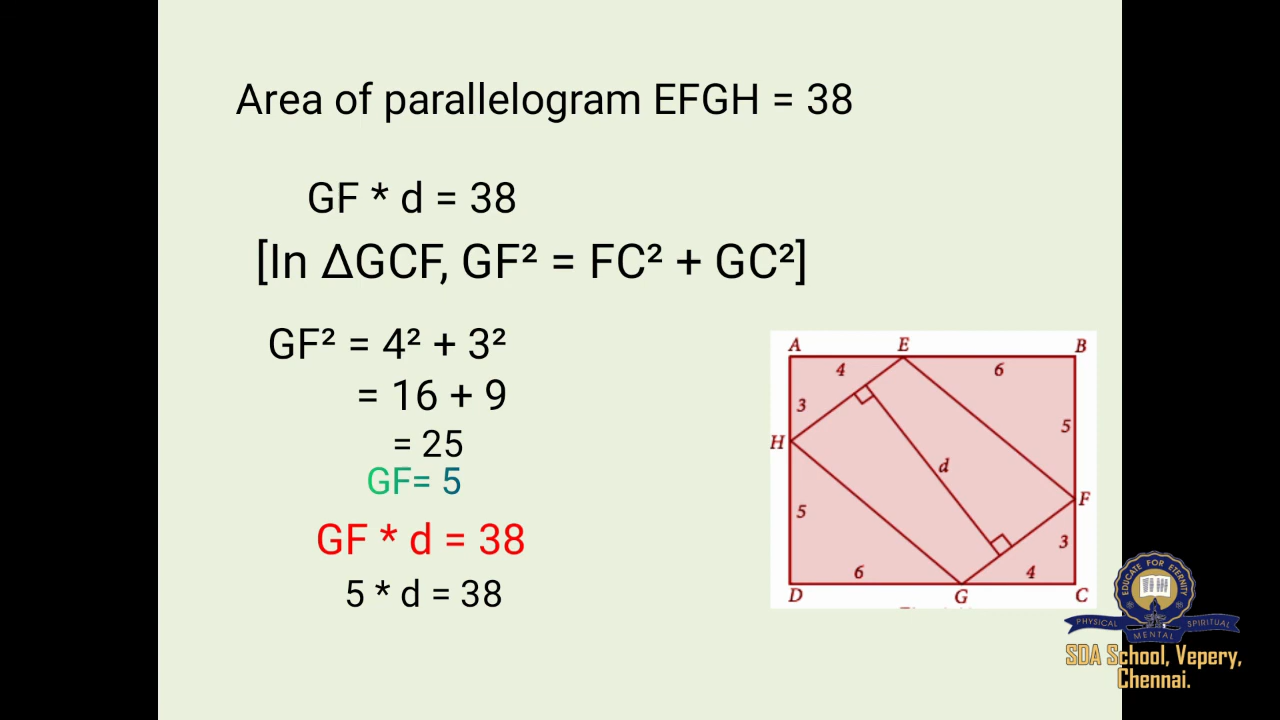 Area of parallelogram EFGH = 38
GF * d = 38
[In ΔGCF, GF² = FC² + GC²]
GF² = 4² + 3²
= 16 + 9
= 25
GF= 5
GF * d = 38
5 * d = 38
A E B
4 6
3
5
H
d
F
5
3
6 4
D G C
EDUCATE FOR ETERNITY
PHYSICAL MENTAL SPIRITUAL
SDA School, Vepery,
Chennai.